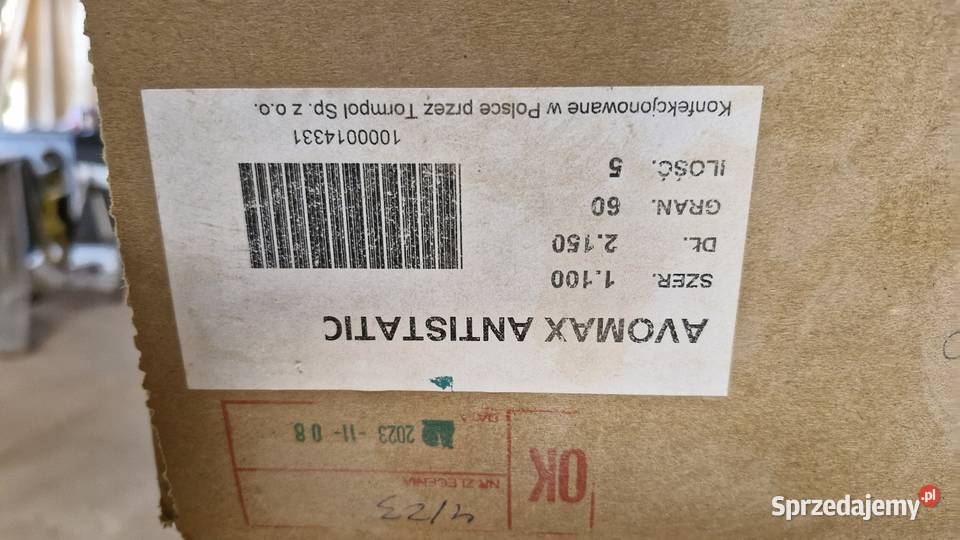 AVOMAX ANTISTATIC
SZER. 1.100
DŁ. 2.150
GRAN. 60
ILOŚĆ. 5
1000014331
Konfekcjonowane w Polsce przez Tormpol Sp. z o.o.
4/23
NR ZLECENIA
OK
DATA 2023 -11- 08
Sprzedajemy.pl